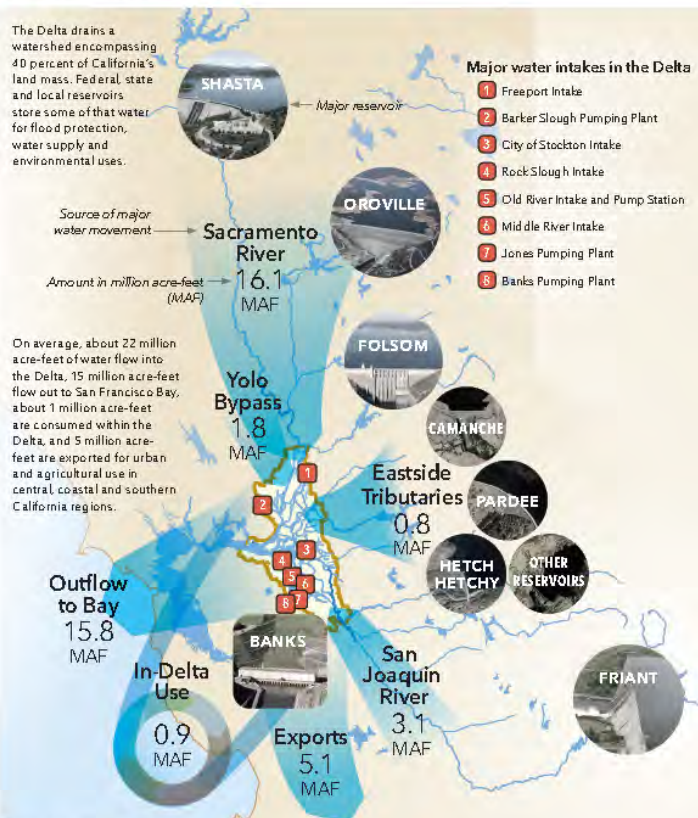 The Delta drains a
watershed encompassing
40 percent of California's
land mass. Federal, state
and local reservoirs
store some of that water
for flood protection,
water supply and
environmental uses.
SHASTA
Major reservoir
Major water intakes in the Delta
1 Freeport Intake
2 Barker Slough Pumping Plant
3 City of Stockton Intake
4 Rock Slough Intake
5 Old River Intake and Pump Station
6 Middle River Intake
7 Jones Pumping Plant
8 Banks Pumping Plant
OROVILLE
Source of major
water movement
Sacramento
River
16.1
MAF
Amount in million acre-feet
(MAF)
On average, about 22 million
acre-feet of water flow into
the Delta, 15 million acre-feet
flow out to San Francisco Bay,
about 1 million acre-feet
are consumed within the
Delta, and 5 million acre-
feet are exported for urban
and agricultural use in
central, coastal and southern
California regions.
FOLSOM
Yolo
Bypass
1.8
MAF
CAMANCHE
Eastside
Tributaries
0.8
MAF
PARDEE
HETCH
HETCHY
OTHER
RESERVOIRS
1
2
3
4
5
6
7
8
Outflow
to Bay
15.8
MAF
BANKS
In-Delta
Use
0.9
MAF
San
Joaquin
River
3.1
MAF
FRIANT
Exports
5.1
MAF